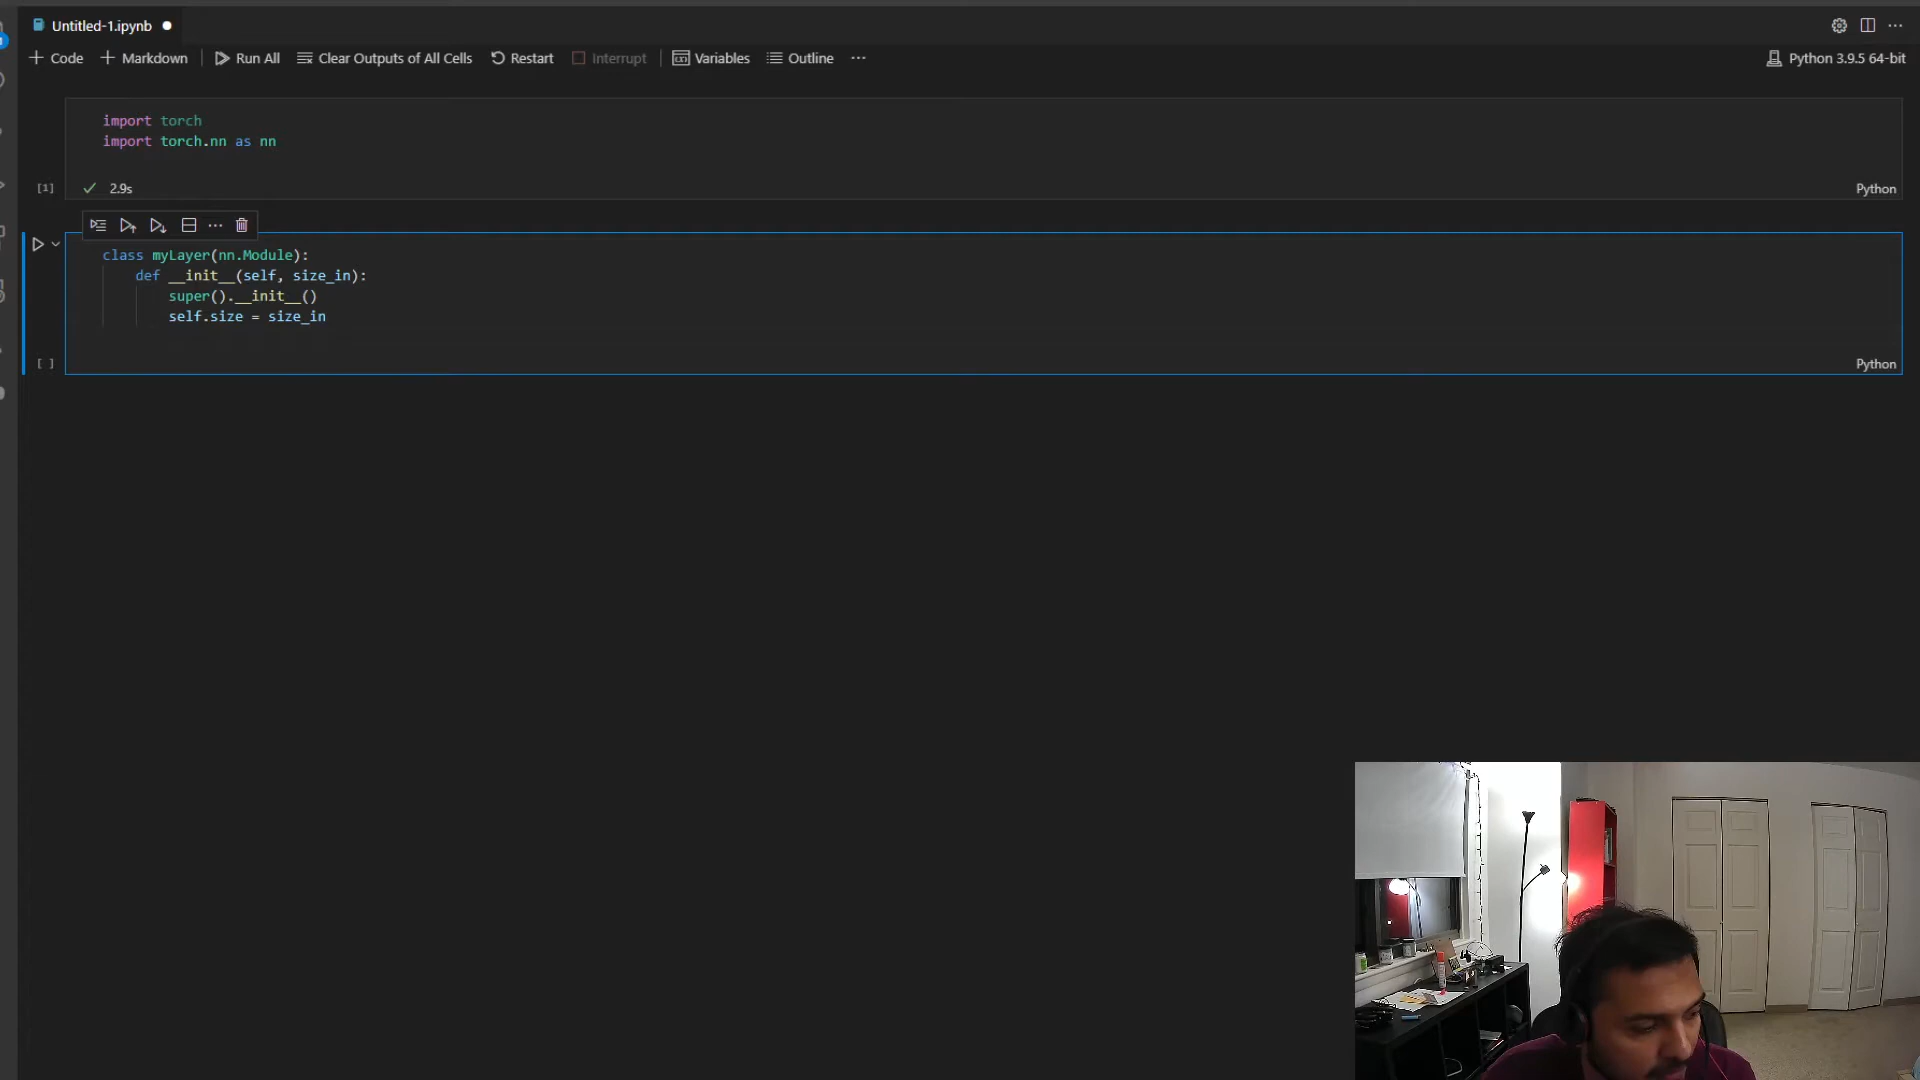 Untitled-1.ipynb
Code Markdown Run All Clear Outputs of All Cells Restart Interrupt Variables Outline ... Python 3.9.5 64-bit
import torch
import torch.nn as nn
[1] 2.9s Python
class myLayer(nn.Module):
def __init__(self, size_in):
super().__init__()
self.size = size_in
[ ] Python